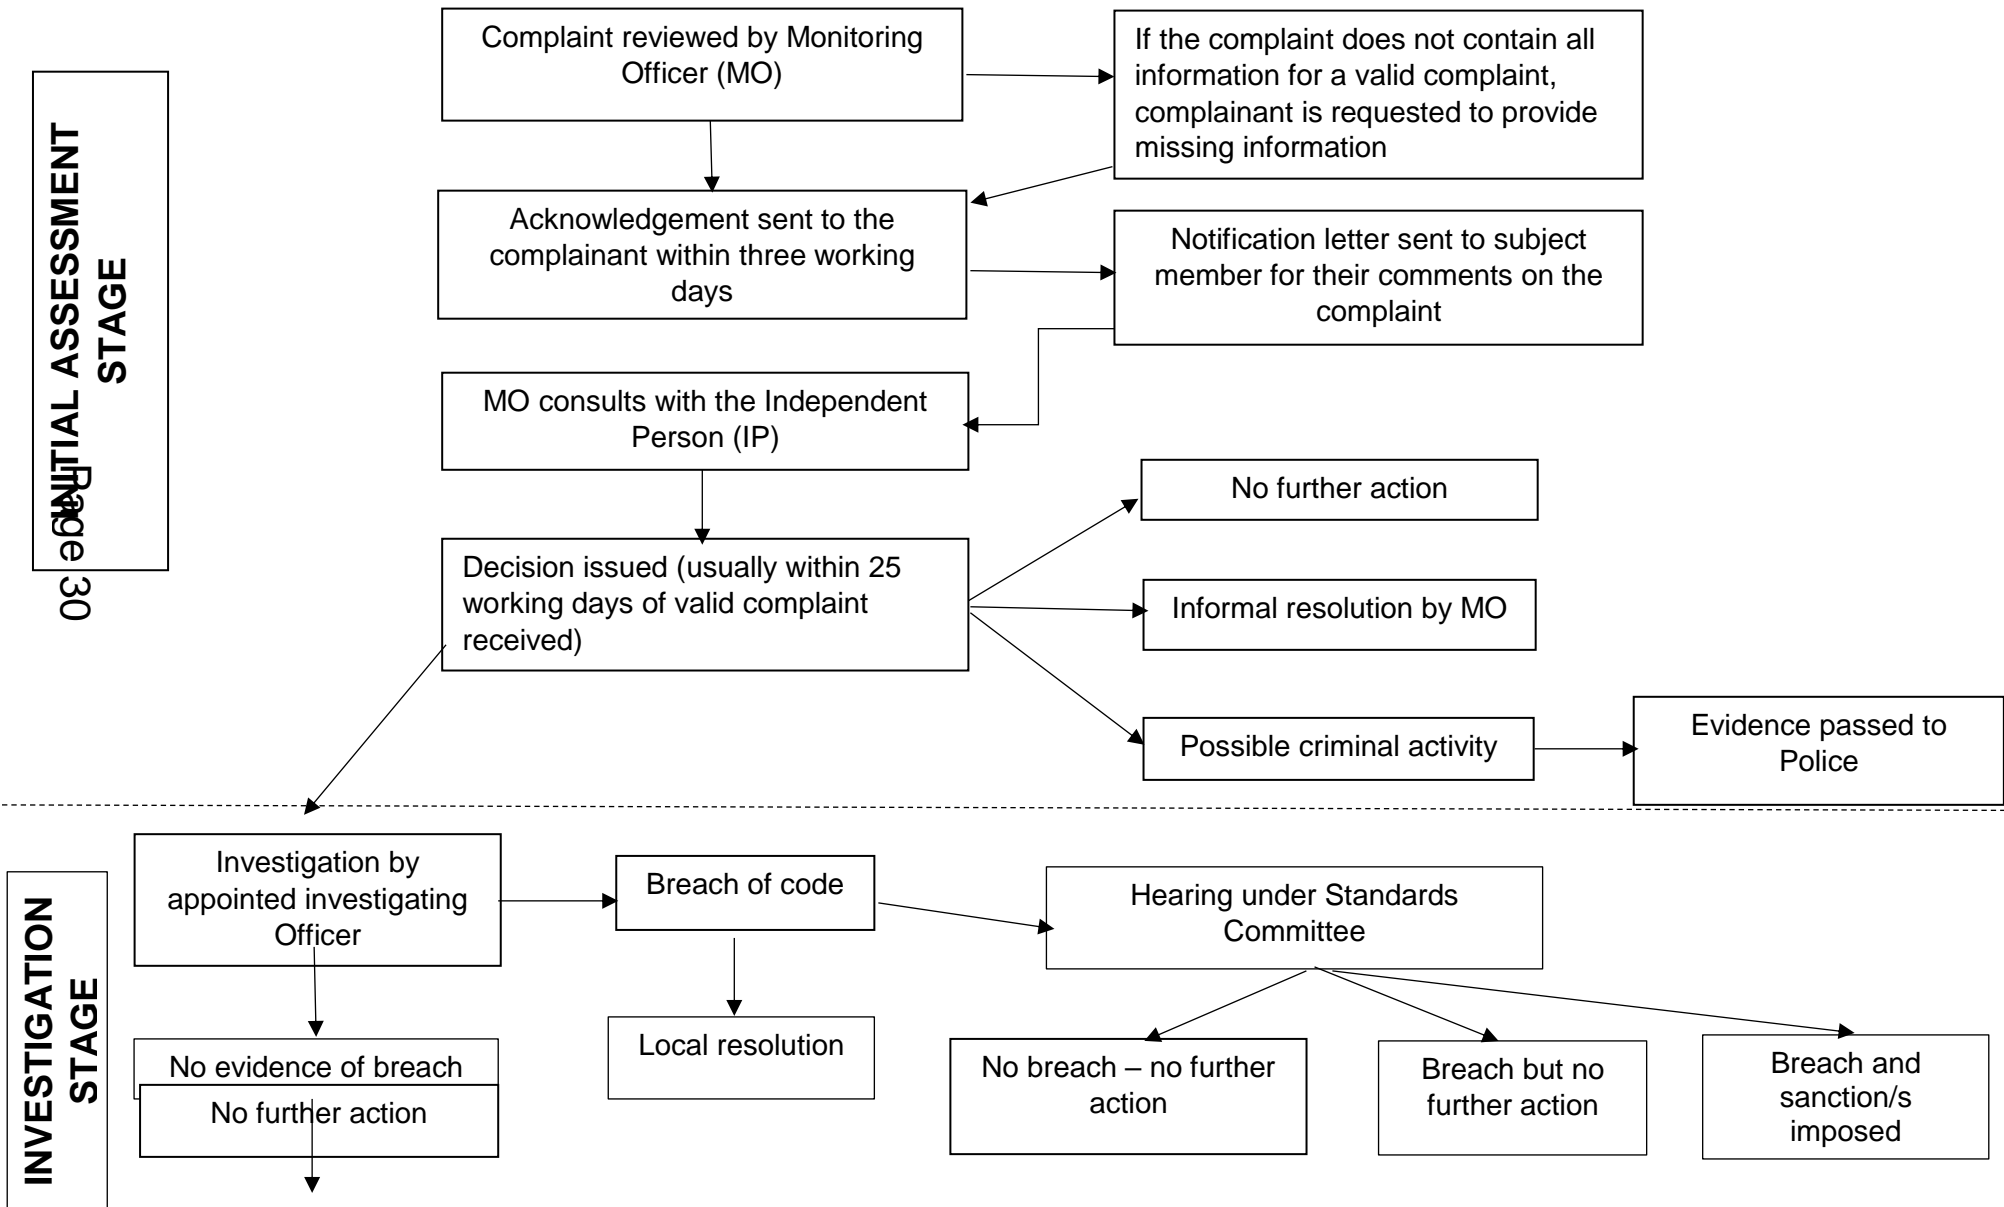 INITIAL ASSESSMENT
STAGE
Page 30
Complaint reviewed by Monitoring
Officer (MO)
If the complaint does not contain all
information for a valid complaint,
complainant is requested to provide
missing information
Acknowledgement sent to the
complainant within three working
days
Notification letter sent to subject
member for their comments on the
complaint
MO consults with the Independent
Person (IP)
No further action
Decision issued (usually within 25
working days of valid complaint
received)
Informal resolution by MO
Possible criminal activity
Evidence passed to
Police
INVESTIGATION
STAGE
Investigation by
appointed investigating
Officer
Breach of code
Hearing under Standards
Committee
No evidence of breach
No further action
Local resolution
No breach – no further
action
Breach but no
further action
Breach and
sanction/s
imposed